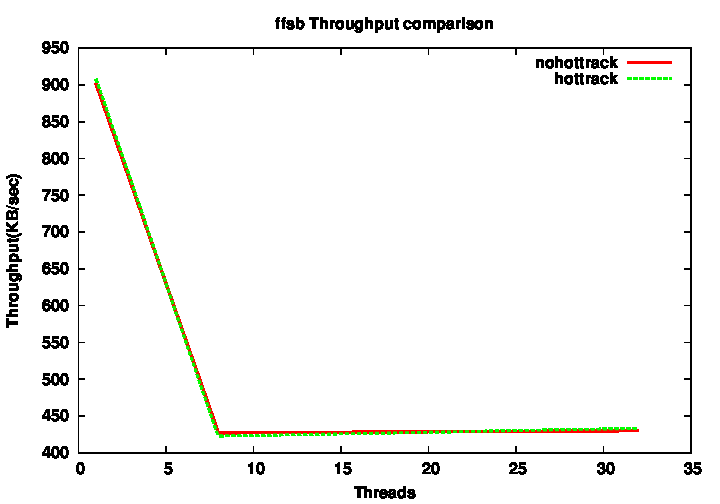 ffsb Throughput comparison
950
900
850
800
750
700
650
600
550
500
450
400
Throughput(KB/sec)
nohottrack
hottrack
0 5 10 15 20 25 30 35
Threads